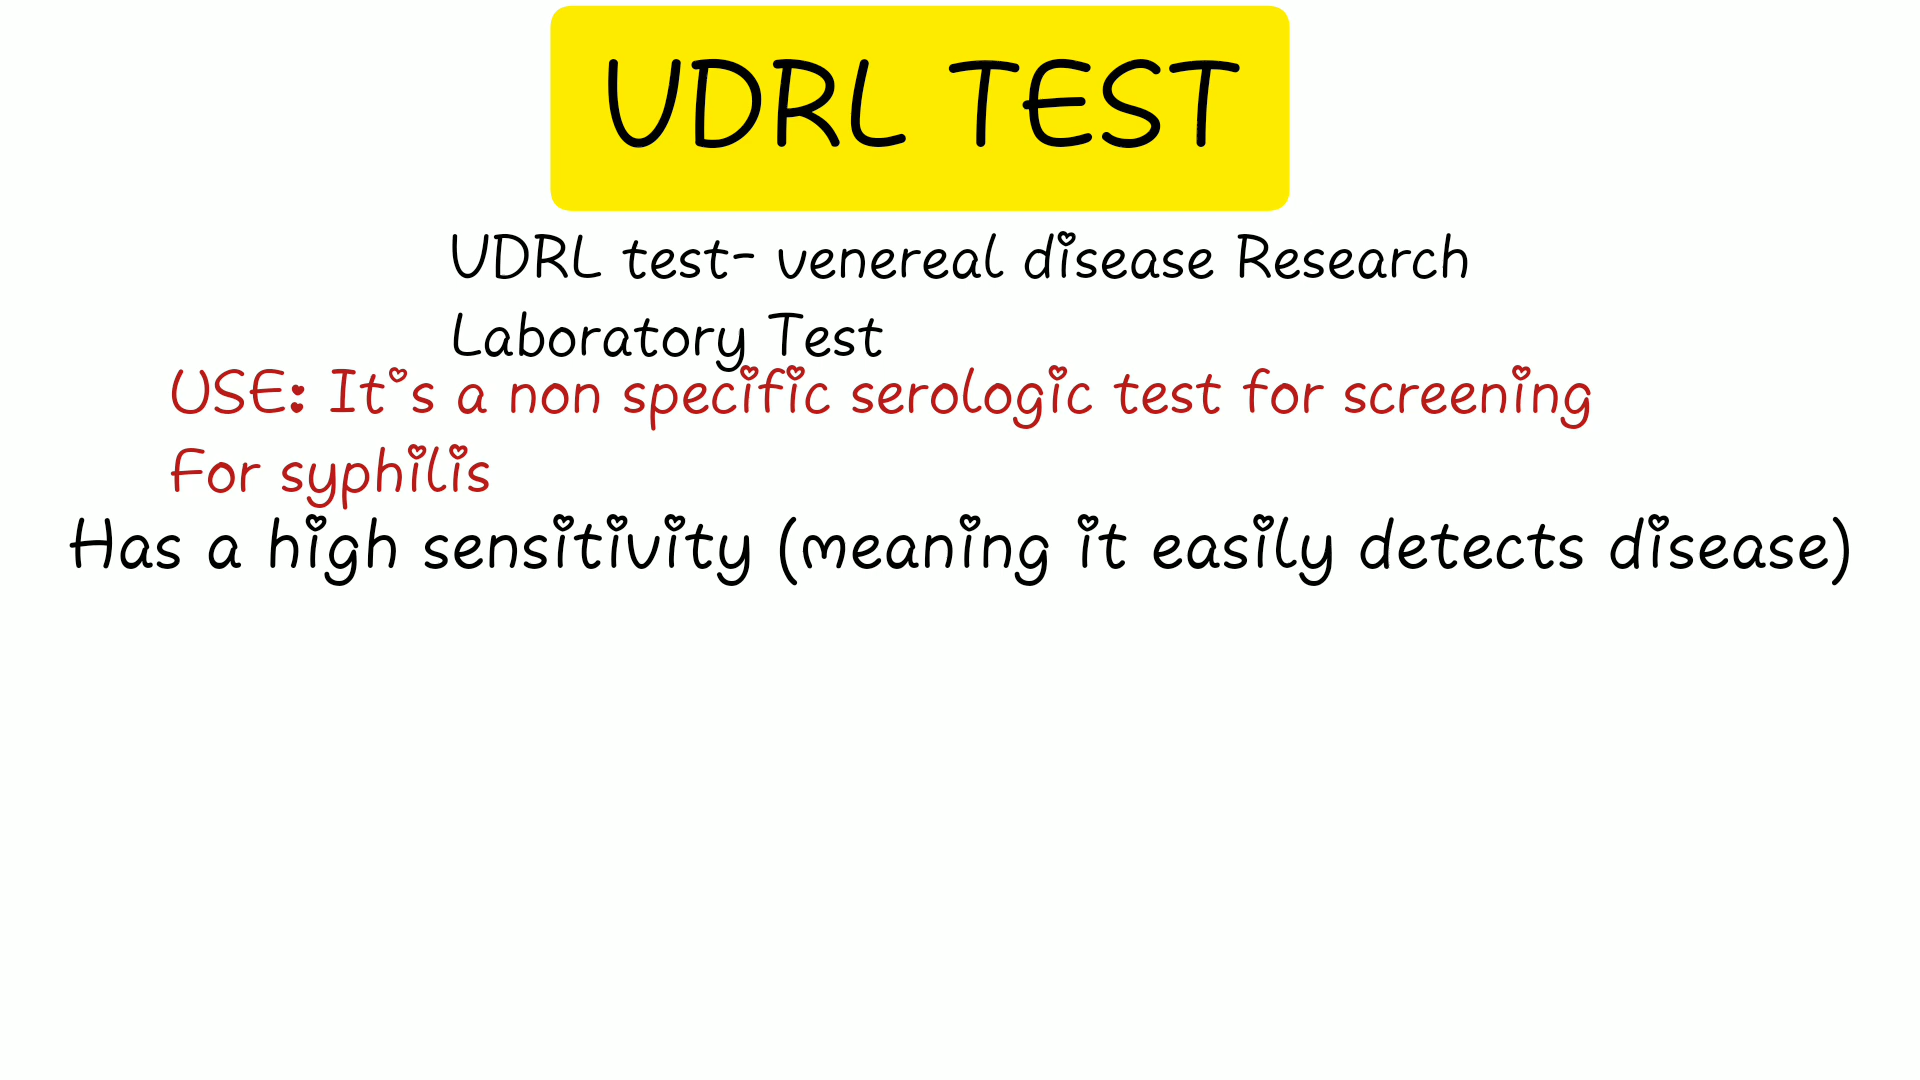 UDRL TEST
UDRL test- venereal disease Research
Laboratory Test
USE: It's a non specific serologic test for screening
For syphilis
Has a high sensitivity (meaning it easily detects disease)